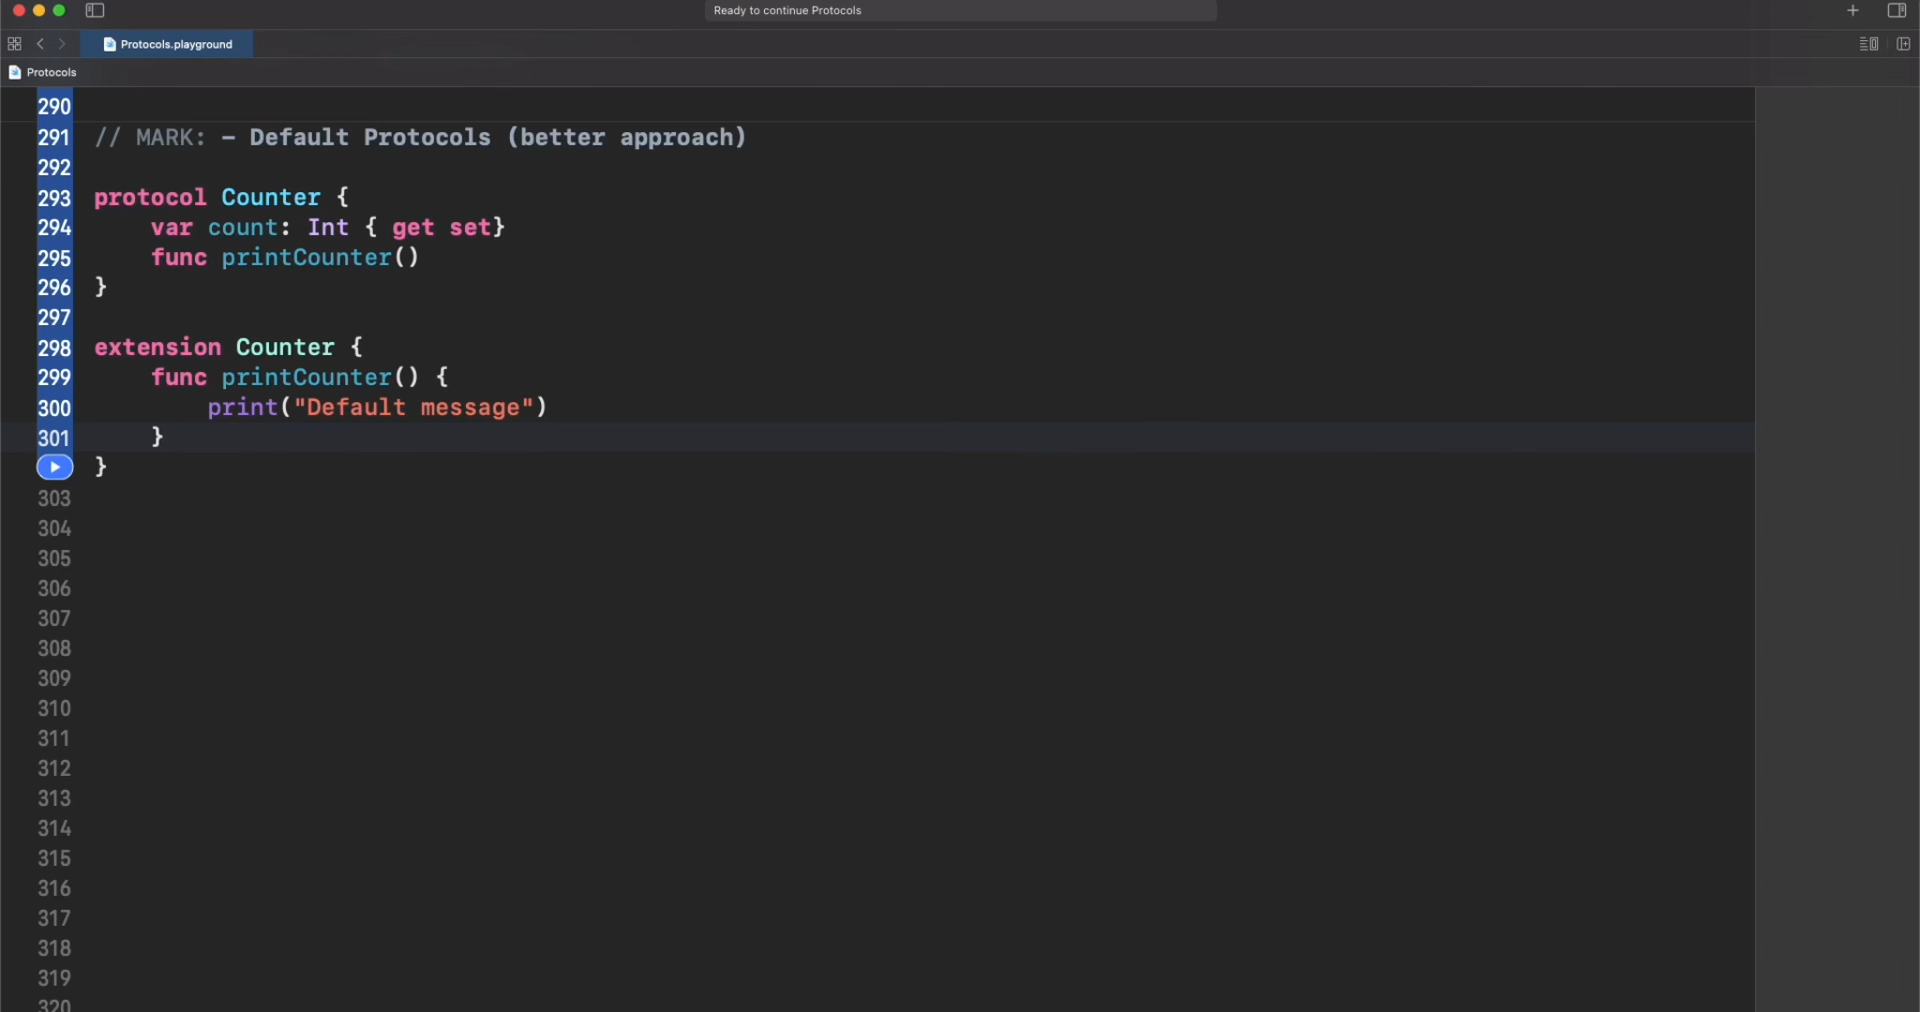 Ready to continue Protocols
Protocols.playground
Protocols
290
291 // MARK: - Default Protocols (better approach)
292
293 protocol Counter {
294 var count: Int { get set}
295 func printCounter()
296 }
297
298 extension Counter {
299 func printCounter() {
300 print("Default message")
301 }
}
303
304
305
306
307
308
309
310
311
312
313
314
315
316
317
318
319
320